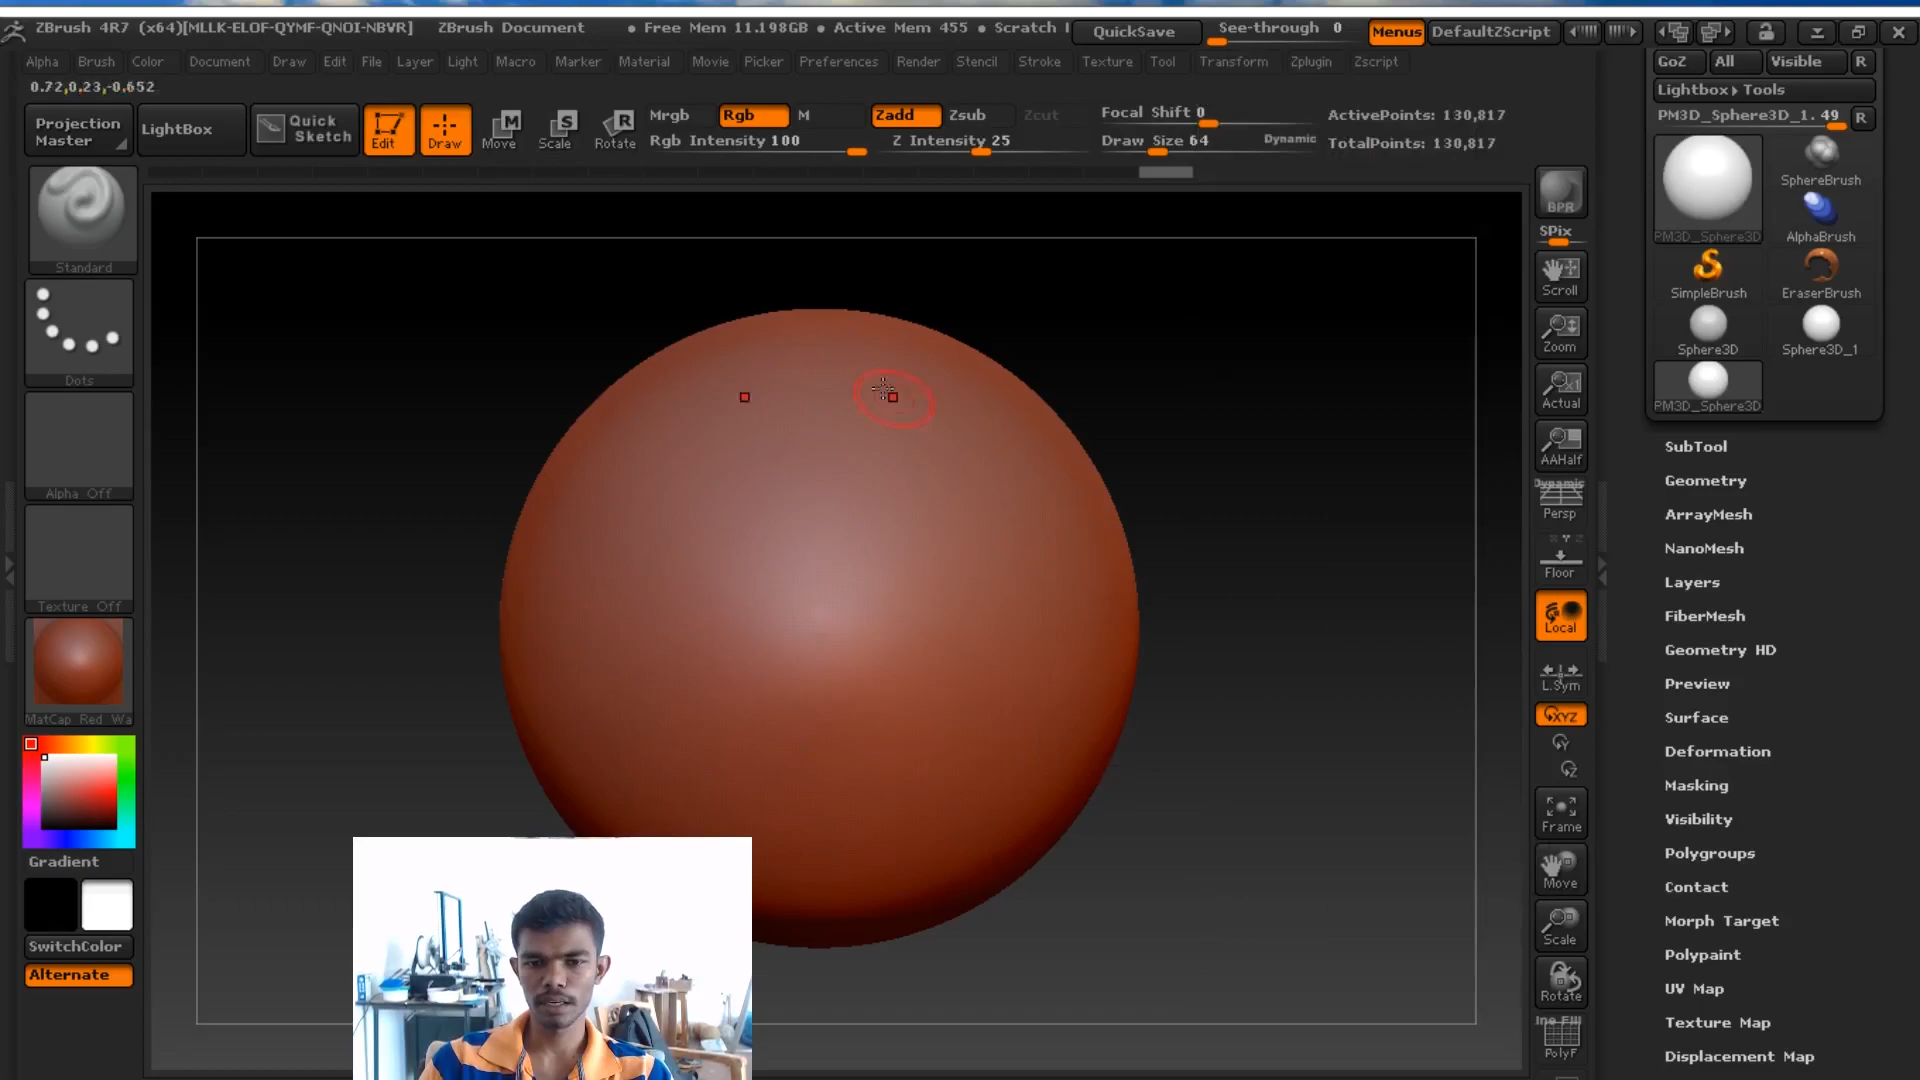 ZBrush 4R7 (x64)[MLLK-ELOF-QYMF-QNOI-NBVR] ZBrush Document • Free Mem 11.198GB • Active Mem 455 • Scratch QuickSave See-through 0 Menus DefaultZScript
Alpha Brush Color Document Draw Edit File Layer Light Macro Marker Material Movie Picker Preferences Render Stencil Stroke Texture Tool Transform Zplugin Zscript
GoZ All Visible R
0.72,0.23,-0.652
Lightbox▸Tools
PM3D_Sphere3D_1. 49 R
Projection Master
LightBox
Quick Sketch
Edit
Draw
Move
Scale
Rotate
Mrgb Rgb M
Rgb Intensity 100
Zadd Zsub Zcut
Z Intensity 25
Focal Shift 0
Draw Size 64 Dynamic
ActivePoints: 130,817
TotalPoints: 130,817
Standard
Dots
Alpha Off
Texture Off
MatCap Red Wa
Gradient
SwitchColor
Alternate
BPR
SPix
Scroll
Zoom
Actual
AAHalf
Dynamic
Persp
Floor
Local
L.Sym
XYZ
Y
Z
Frame
Move
Scale
Rotate
Line Fill
PolyF
PM3D_Sphere3D
SphereBrush
AlphaBrush
SimpleBrush
EraserBrush
Sphere3D
Sphere3D_1
PM3D_Sphere3D
SubTool
Geometry
ArrayMesh
NanoMesh
Layers
FiberMesh
Geometry HD
Preview
Surface
Deformation
Masking
Visibility
Polygroups
Contact
Morph Target
Polypaint
UV Map
Texture Map
Displacement Map